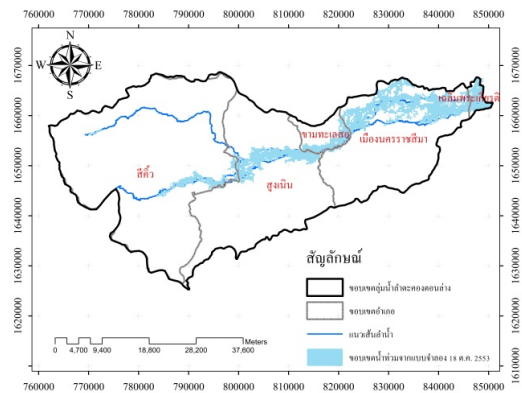 760000 770000 780000 790000 800000 810000 820000 830000 840000 850000
N
W E
S
1670000 1670000
1660000 1660000
1650000 1650000
1640000 1640000
1630000 1630000
1620000 1620000
1610000
เฉลิมพระเกียรติ
ขามทะเลสอ
เมืองนครราชสีมา
สีคิ้ว
สูงเนิน
สัญลักษณ์
ขอบเขตลุ่มน้ำลำตะคองตอนล่าง
ขอบเขตอำเภอ
แนวเส้นลำน้ำ
ขอบเขตน้ำท่วมจากแบบจำลอง 18 ต.ค. 2553
Meters
0 4,700 9,400 18,800 28,200 37,600
760000 770000 780000 790000 800000 810000 820000 830000 840000 850000